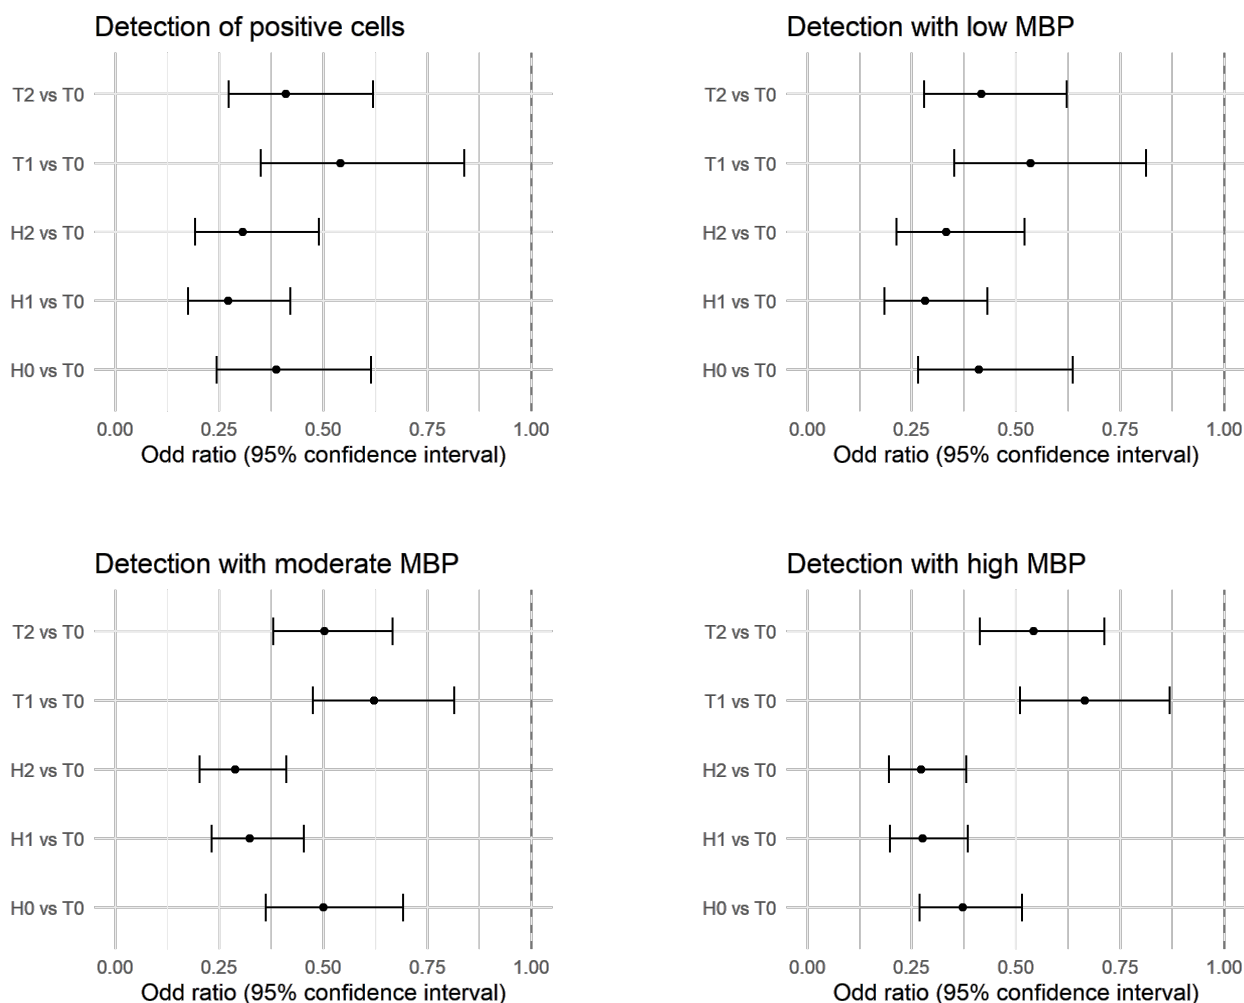 Detection of positive cells
T2 vs T0
T1 vs T0
H2 vs T0
H1 vs T0
H0 vs T0
0.00 0.25 0.50 0.75 1.00
Odd ratio (95% confidence interval)
Detection with low MBP
T2 vs T0
T1 vs T0
H2 vs T0
H1 vs T0
H0 vs T0
0.00 0.25 0.50 0.75 1.00
Odd ratio (95% confidence interval)
Detection with moderate MBP
T2 vs T0
T1 vs T0
H2 vs T0
H1 vs T0
H0 vs T0
0.00 0.25 0.50 0.75 1.00
Odd ratio (95% confidence interval)
Detection with high MBP
T2 vs T0
T1 vs T0
H2 vs T0
H1 vs T0
H0 vs T0
0.00 0.25 0.50 0.75 1.00
Odd ratio (95% confidence interval)